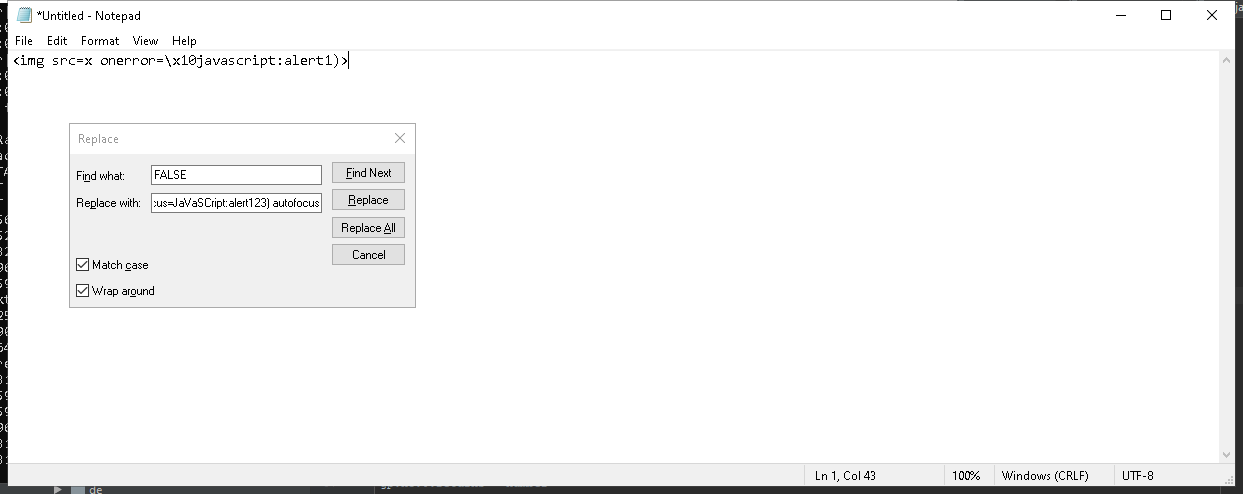 *Untitled - Notepad
File Edit Format View Help
<img src=x onerror=\x10javascript:alert1)>
Replace
Find what: FALSE Find Next
Replace with: :us=JaVaSCript:alert123) autofocus Replace
Replace All
Cancel
Match case
Wrap around
Ln 1, Col 43 100% Windows (CRLF) UTF-8
de